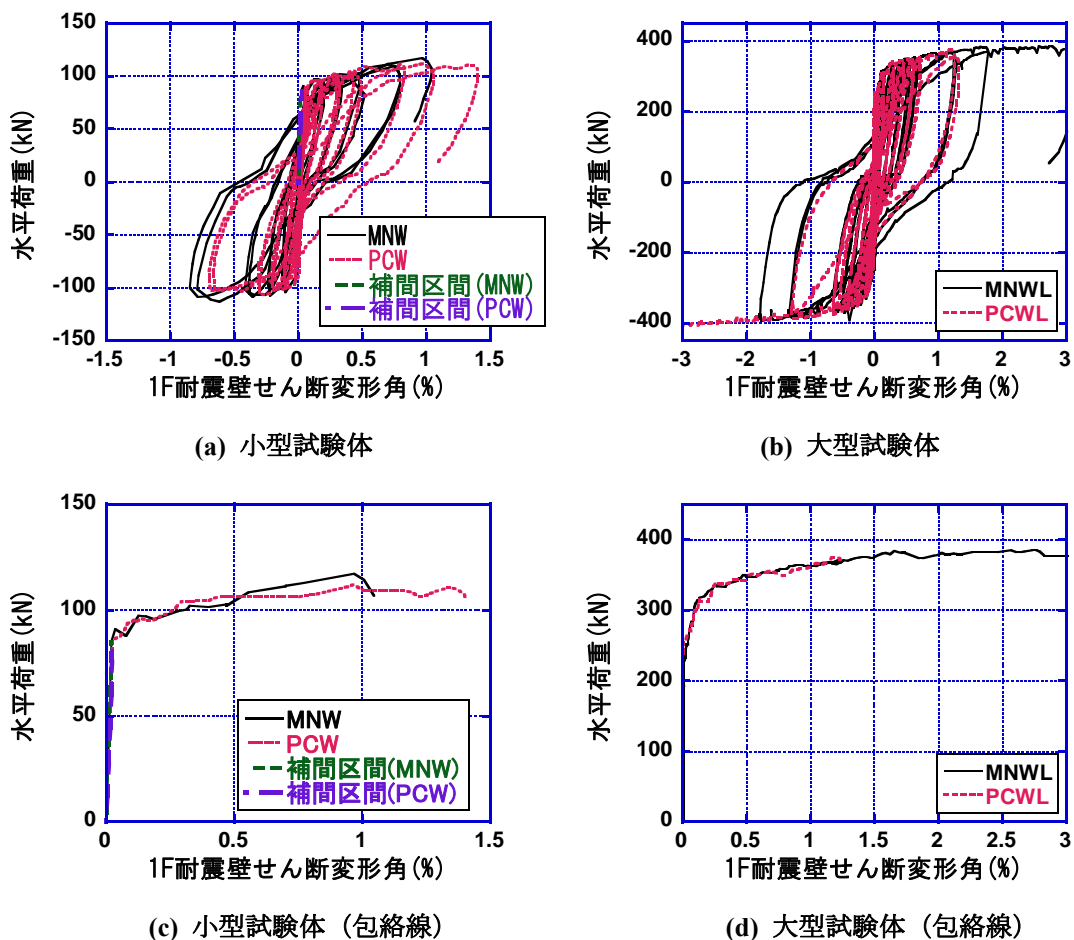 150
100
50
0
-50
-100
-150
-1.5
-1
-0.5
0
0.5
1
1.5
水平荷重(kN)
1F耐震壁せん断変形角(%)
MNW
PCW
補間区間(MNW)
補間区間(PCW)
(a) 小型試験体
400
200
0
-200
-400
-3
-2
-1
0
1
2
3
水平荷重(kN)
1F耐震壁せん断変形角(%)
MNWL
PCWL
(b) 大型試験体
150
100
50
0
0
0.5
1
1.5
水平荷重(kN)
1F耐震壁せん断変形角(%)
MNW
PCW
補間区間(MNW)
補間区間(PCW)
(c) 小型試験体 (包絡線)
400
300
200
100
0
0
0.5
1
1.5
2
2.5
3
水平荷重(kN)
1F耐震壁せん断変形角(%)
MNWL
PCWL
(d) 大型試験体 (包絡線)